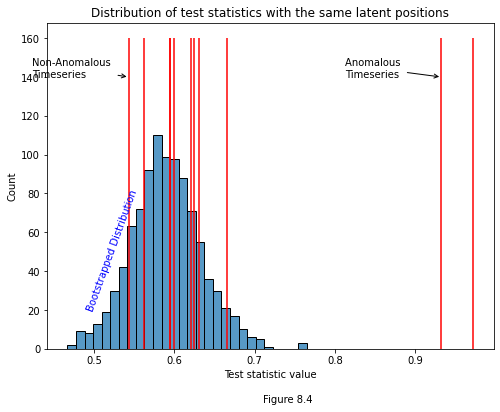 Distribution of test statistics with the same latent positions
160
140
120
100
80
60
40
20
0
Count
Non-Anomalous
Timeseries
Anomalous
Timeseries
Bootstrapped Distribution
0.5 0.6 0.7 0.8 0.9
Test statistic value
Figure 8.4